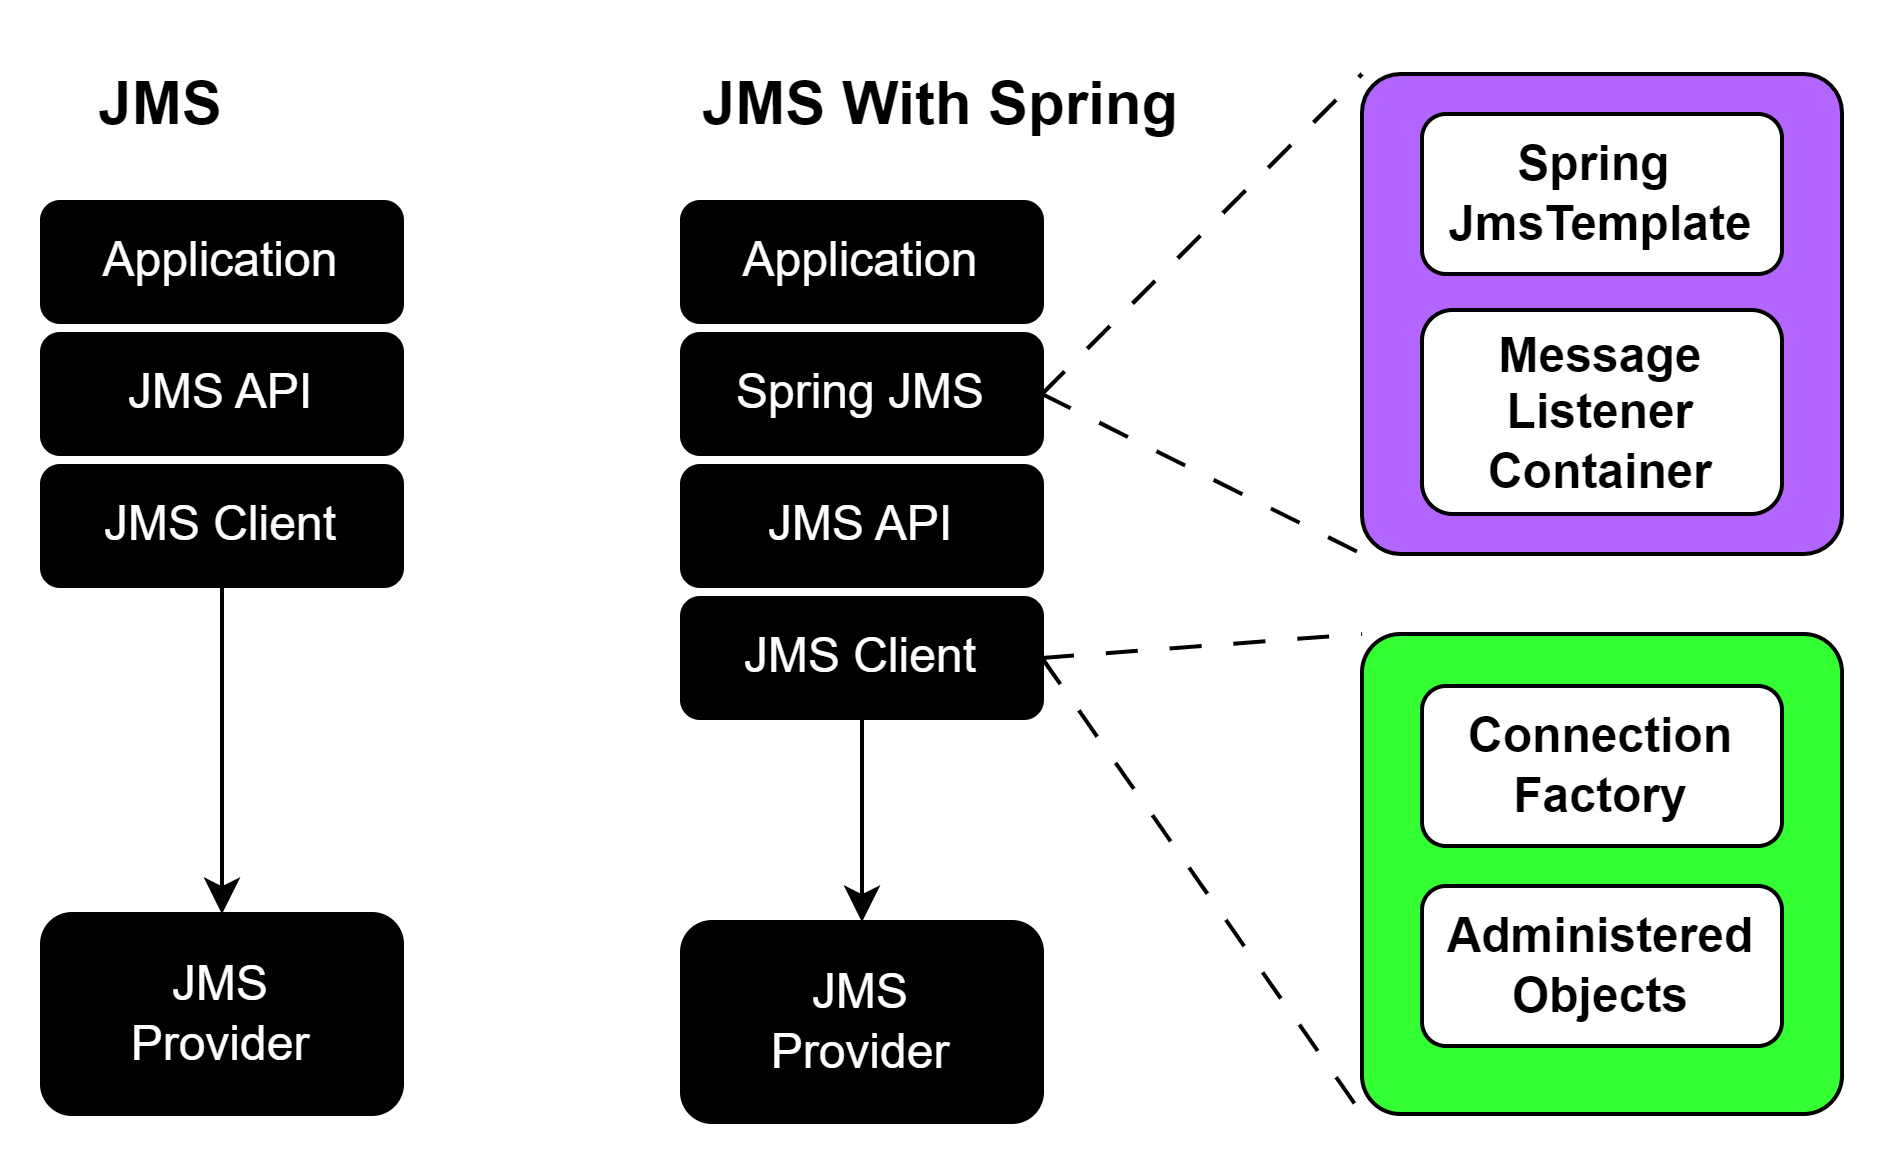 JMS
Application
JMS API
JMS Client
JMS
Provider
JMS With Spring
Application
Spring JMS
JMS API
JMS Client
JMS
Provider
Spring
JmsTemplate
Message
Listener
Container
Connection
Factory
Administered
Objects